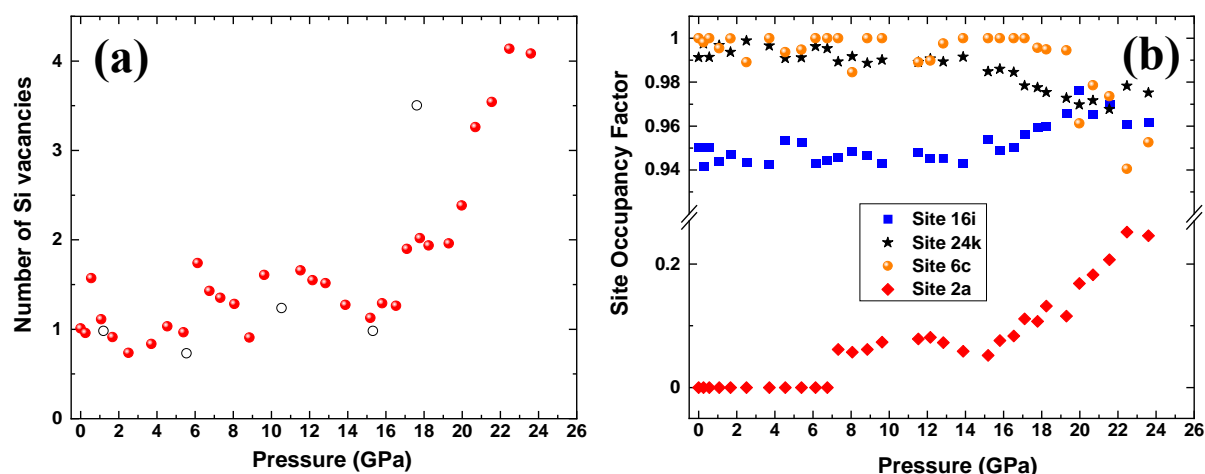 (a)
Number of Si vacancies
4
3
2
1
0
0 2 4 6 8 10 12 14 16 18 20 22 24 26
Pressure (GPa)
(b)
Site Occupancy Factor
1
0.98
0.96
0.94
0.2
0
Site 16i
Site 24k
Site 6c
Site 2a
0 2 4 6 8 10 12 14 16 18 20 22 24 26
Pressure (GPa)